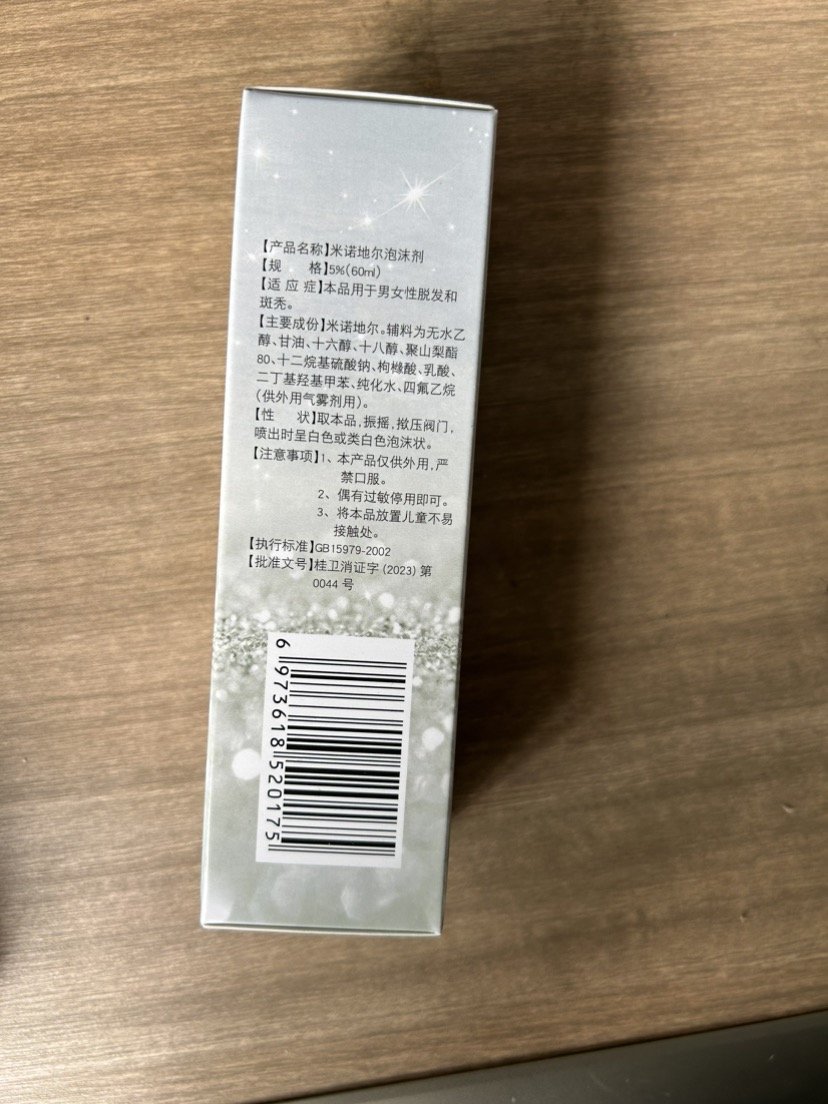 【产品名称】米诺地尔泡沫剂
【规 格】5%(60ml)
【适 应 症】本品用于男女性脱发和
斑秃。
【主要成份】米诺地尔。辅料为无水乙
醇、甘油、十六醇、十八醇、聚山梨酯
80、十二烷基硫酸钠、枸橼酸、乳酸、
二丁基羟基甲苯、纯化水、四氟乙烷
(供外用气雾剂用)。
【性 状】取本品,振摇,揿压阀门,
喷出时呈白色或类白色泡沫状。
【注意事项】1、本产品仅供外用,严
禁口服。
2、偶有过敏停用即可。
3、将本品放置儿童不易
接触处。
【执行标准】GB15979-2002
【批准文号】桂卫消证字 (2023) 第
0044 号
6 973618 520175